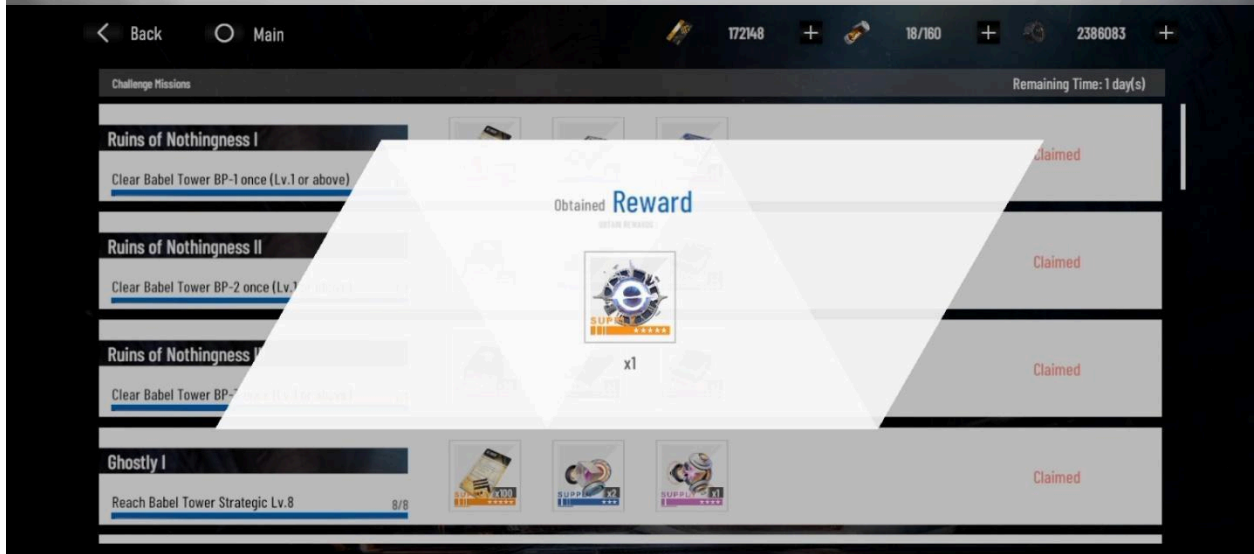 Back
Main
172148
18/160
2386083
Challenge Missions
Remaining Time: 1 day(s)
Ruins of Nothingness I
Clear Babel Tower BP-1 once (Lv.1 or above)
Claimed
Obtained Reward
Ruins of Nothingness II
Clear Babel Tower BP-2 once (Lv.1
Claimed
x1
Ruins of Nothingness
Clear Babel Tower BP-
Claimed
Ghostly I
Reach Babel Tower Strategic Lv.8
8/8
x100
SUPPLY
x2
SUPPLY
x1
Claimed